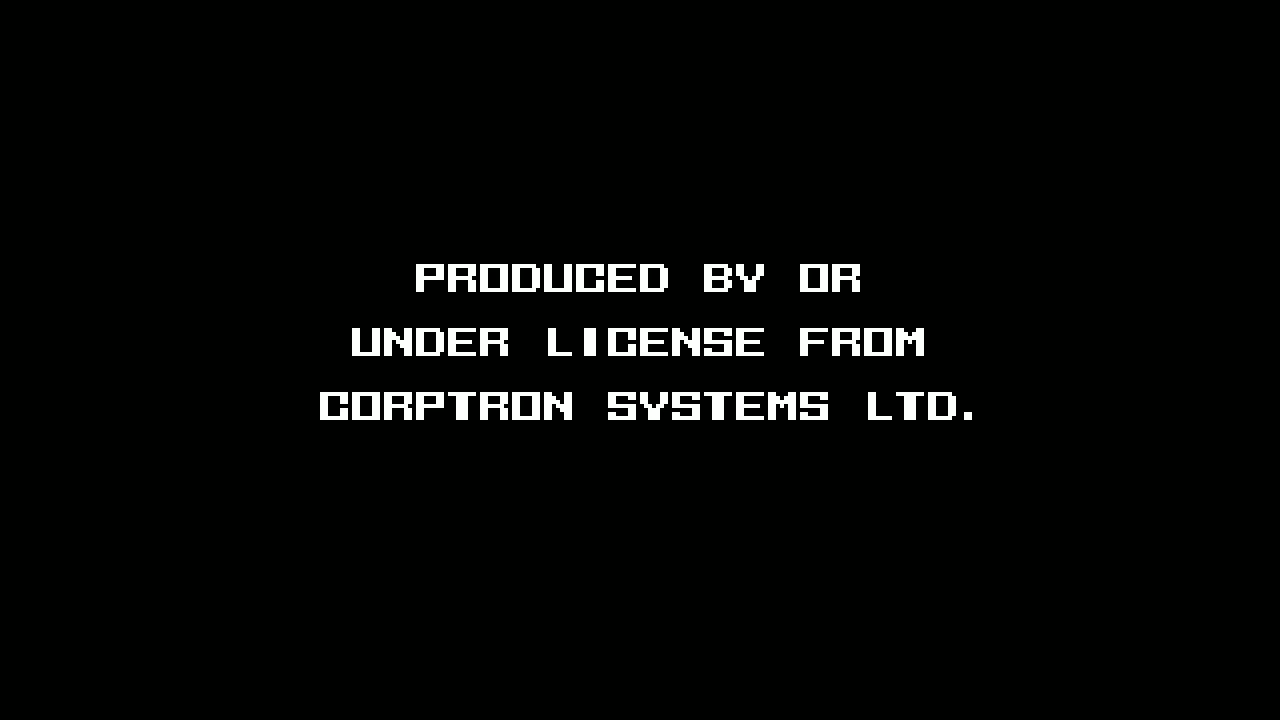 PRODUCED BY OR
UNDER LICENSE FROM
CORPTRON SYSTEMS LTD.